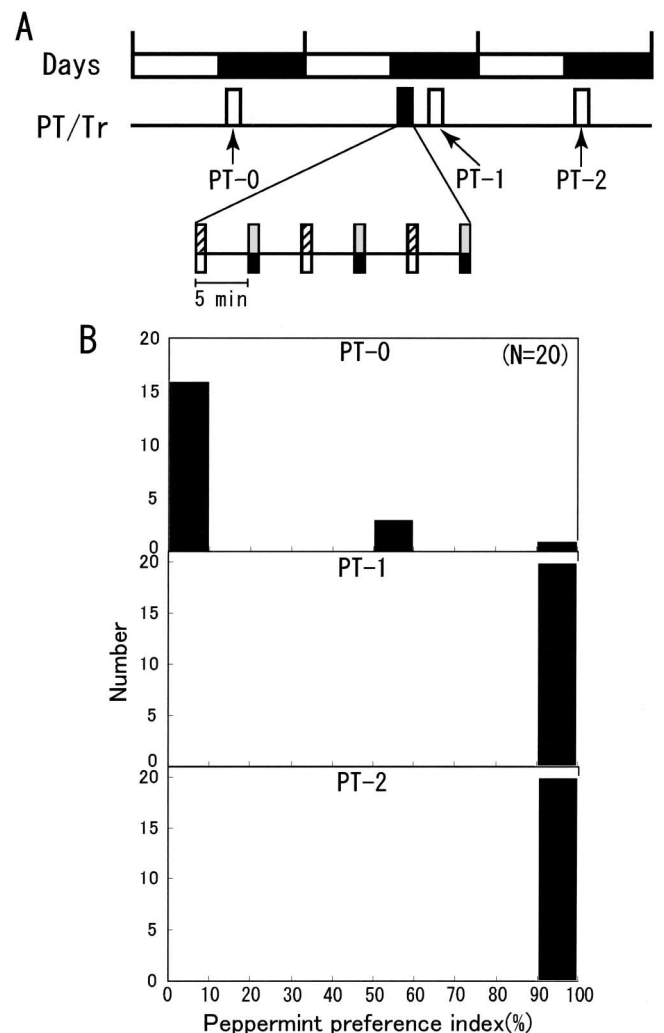 A
Days
PT/Tr
PT-0
PT-1
PT-2
5 min
B
20
PT-0
(N=20)
15
10
5
0
20
PT-1
15
10
5
0
Number
20
PT-2
15
10
5
0
0 10 20 30 40 50 60 70 80 90 100
Peppermint preference index(%)